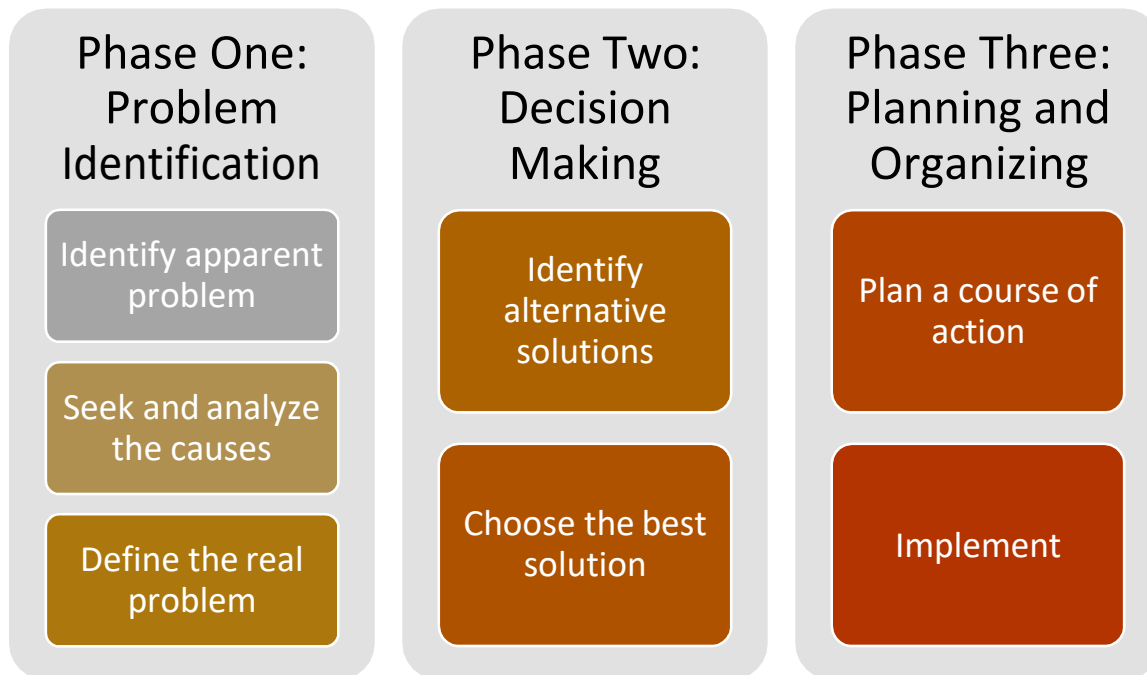 Phase One:
Problem
Identification
Identify apparent
problem
Seek and analyze
the causes
Define the real
problem
Phase Two:
Decision
Making
Identify
alternative
solutions
Choose the best
solution
Phase Three:
Planning and
Organizing
Plan a course of
action
Implement